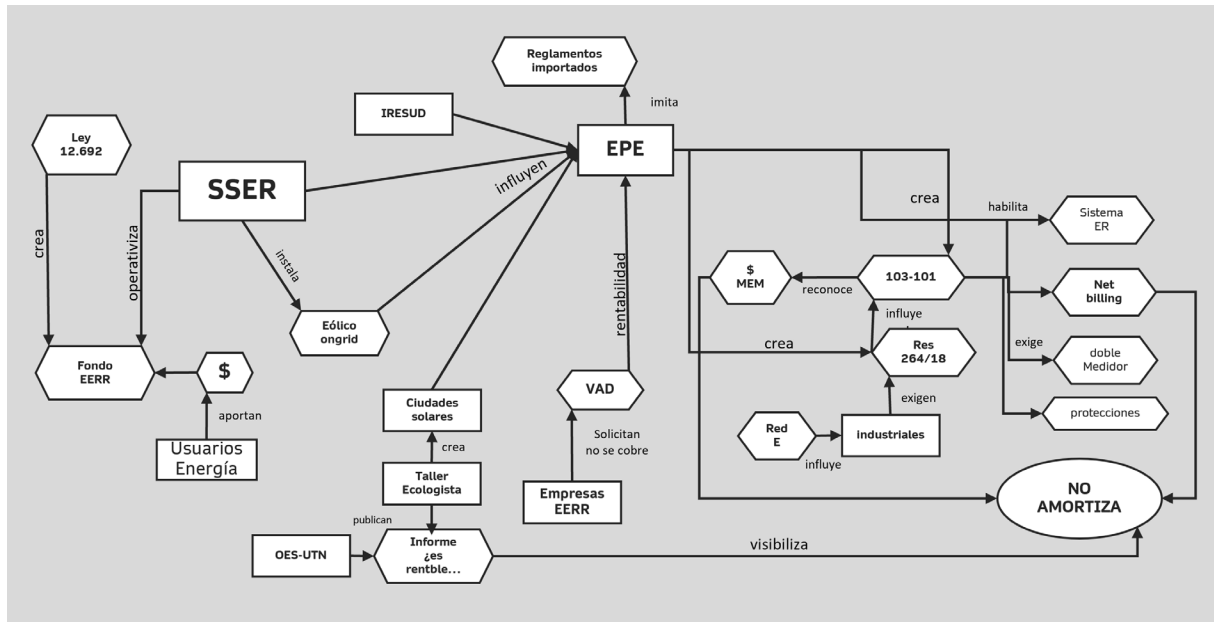 Reglamentos
importados
imita
IRESUD
EPE
Ley
12.692
SSER
influyen
crea
operativiza
instala
Eólico
ongrid
Fondo
EERR
$
aportan
Usuarios
Energía
Ciudades
solares
crea
Taller
Ecologista
publican
OES-UTN
Informe
¿es
rentble...
visibiliza
rentabilidad
VAD
Solicitan
no se cobre
Empresas
EERR
crea
habilita
Sistema
ER
$
MEM
reconoce
103-101
Net
billing
influye
crea
Res
264/18
exige
doble
Medidor
exigen
protecciones
Red
E
influye
industriales
NO
AMORTIZA